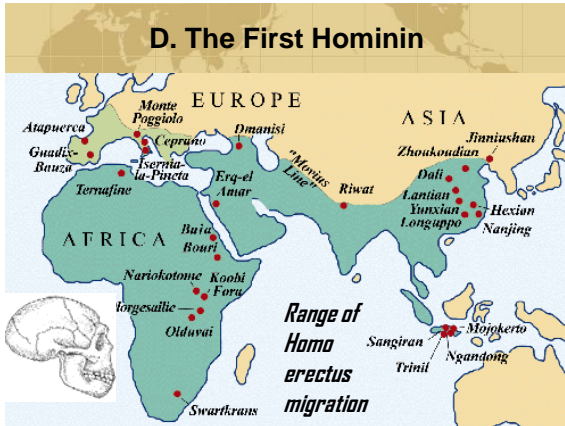 D. The First Hominin
EUROPE
ASIA
AFRICA
Monte
Poggiolo
Atapuerca
Ceprano
Guadix-
Bauza
Isernia-
la-Pineta
Ternafine
Dmanisi
Erq-el
Amar
"Movius
Line"
Riwat
Jinniushan
Zhoukoudian
Dali
Lantian
Yunxian
Longuppo
Hexian
Nanjing
Buia
Bouri
Nariokotome
Koobi
Fora
lorgesailie
Olduvai
Swartkrans
Range of
Homo
erectus
migration
Sangiran
Trinil
Mojokerto
Ngandong